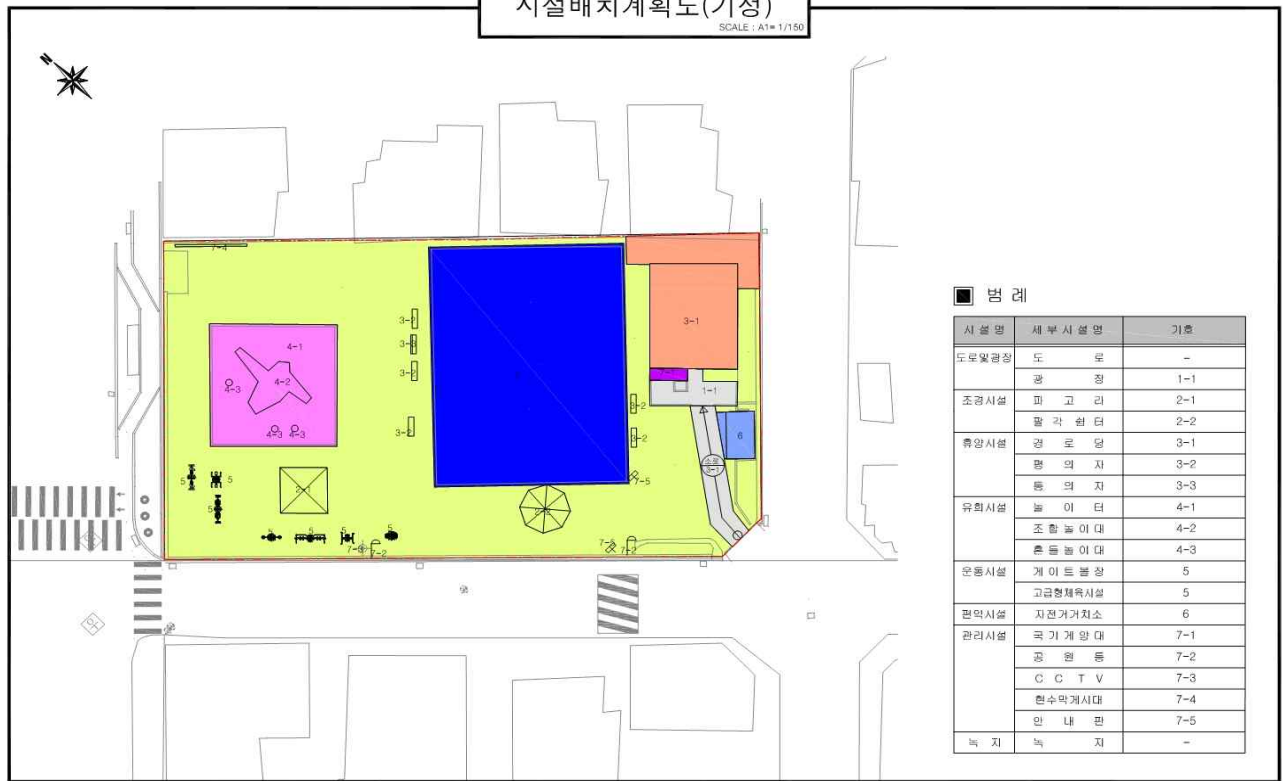 시설배치계획도(기정)
SCALE : A1= 1/150
N
7-4
3-2
3-3
3-2
3-2
3-1
1-1
3-2
3-2
6
소로
3-1
7-5
4-1
4-2
4-3
4-3
4-3
5
5
5
2-1
2-2
5
5
5
5
7-2
7-2
■ 범 례
시 설 명 세 부 시 설 명 기호
도로및광장 도 로 -
광 장 1-1
조경시설 파 고 라 2-1
팔 각 쉼 터 2-2
휴양시설 경 로 당 3-1
평 의 자 3-2
등 의 자 3-3
유희시설 놀 이 터 4-1
조 합 놀 이 대 4-2
흔 들 놀 이 대 4-3
운동시설 게 이 트 볼 장 5
고급형체육시설 5
편익시설 자전거거치소 6
관리시설 국 기 게 양 대 7-1
공 원 등 7-2
C C T V 7-3
현수막게시대 7-4
안 내 판 7-5
녹 지 녹 지 -